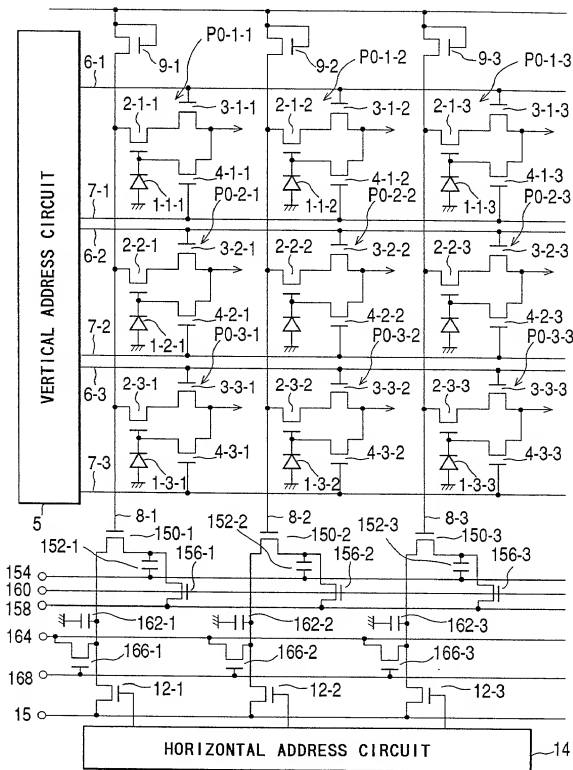 9-1 9-2 9-3
6-1 P0-1-1 P0-1-2 P0-1-3
2-1-1 3-1-1 2-1-2 3-1-2 2-1-3 3-1-3
4-1-1 4-1-2 4-1-3
7-1 1-1-1 1-1-2 1-1-3
6-2 P0-2-1 P0-2-2 P0-2-3
2-2-1 3-2-1 2-2-2 3-2-2 2-2-3 3-2-3
4-2-1 4-2-2 4-2-3
7-2 1-2-1 1-2-2 1-2-3
6-3 P0-3-1 P0-3-2 P0-3-3
2-3-1 3-3-1 2-3-2 3-3-2 2-3-3 3-3-3
4-3-1 4-3-2 4-3-3
7-3 1-3-1 1-3-2 1-3-3
VERTICAL ADDRESS CIRCUIT
5 8-1 8-2 8-3
150-1 150-2 150-3
152-1 152-2 152-3
156-1 156-2 156-3
154
160
158
162-1 162-2 162-3
164
166-1 166-2 166-3
168
12-1 12-2 12-3
15
HORIZONTAL ADDRESS CIRCUIT 14